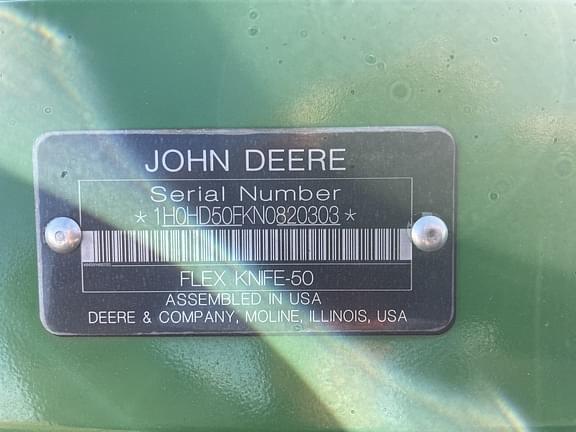 JOHN DEERE
Serial Number
*1H0HD50FKN0820303*
FLEX KNIFE-50
ASSEMBLED IN USA
DEERE & COMPANY, MOLINE, ILLINOIS, USA